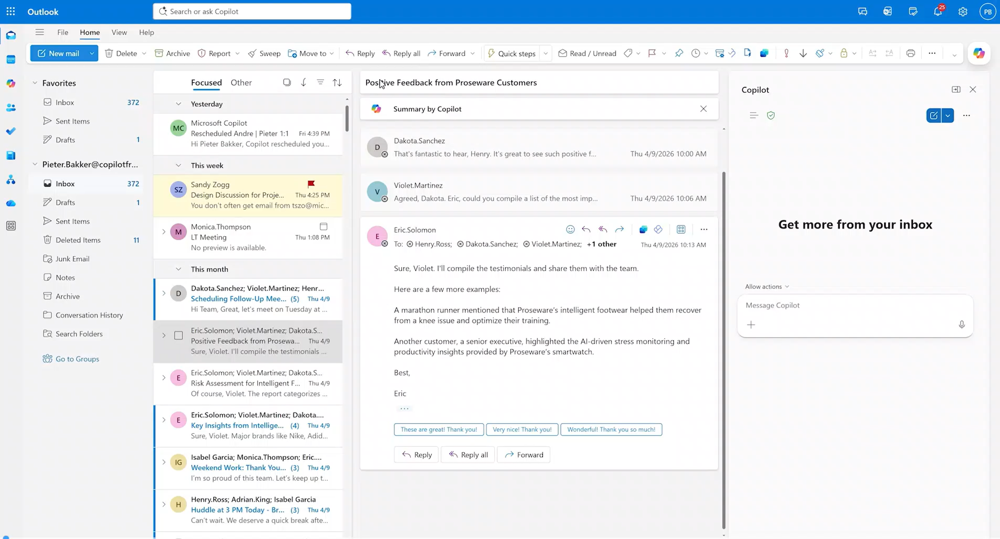 Outlook
Search or ask Copilot
25
PB
File
Home
View
Help
New mail
Delete
Archive
Report
Sweep
Move to
Reply
Reply all
Forward
Quick steps
Read / Unread
Favorites
Inbox 372
Sent Items
Drafts 1
Pieter.Bakker@copilotfr...
Inbox 372
Drafts 1
Sent Items
Deleted Items 11
Junk Email
Notes
Archive
Conversation History
Search Folders
Go to Groups
Focused
Other
Yesterday
MC
Microsoft Copilot
Rescheduled Andre | Pieter 1:1 Fri 4:39 PM
Hi Pieter Bakker, Copilot rescheduled you...
This week
SZ
Sandy Zogg
Design Discussion for Proje... Thu 4:25 PM
You don't often get email from tszo@mic...
M
Monica.Thompson
LT Meeting Thu 1:08 PM
No preview is available.
This month
D
Dakota.Sanchez; Violet.Martinez; Henr...
Scheduling Follow-Up Mee... (5) Thu 4/9
Hi Team, Great, let's meet on Tuesday at ...
Eric.Solomon; Violet.Martinez; Dakota.S...
Positive Feedback from Prosewa... Thu 4/9
Sure, Violet. I'll compile the testimonials ...
E
Eric.Solomon; Violet.Martinez; Dakota.S...
Risk Assessment for Intelligent F... Thu 4/9
Of course, Violet. The report categorizes ...
E
Eric.Solomon; Violet.Martinez; Dakota....
Key Insights from Intellige... (4) Thu 4/9
Sure, Violet. Major brands like Nike, Adid...
IG
Isabel Garcia; Monica.Thompson; Eric....
Weekend Work: Thank You... (3) Thu 4/9
I'm so proud of this team. Let's keep up t...
H
Henry.Ross; Adrian.King; Isabel Garcia
Huddle at 3 PM Today - Br... (3) Thu 4/9
Can't wait. We deserve a quick break afte...
Positive Feedback from Proseware Customers
Summary by Copilot
D
Dakota.Sanchez
That's fantastic to hear, Henry. It's great to see such positive f... Thu 4/9/2026 10:00 AM
V
Violet.Martinez
Agreed, Dakota. Eric, could you compile a list of the most imp... Thu 4/9/2026 10:06 AM
E
Eric.Solomon
To: Henry.Ross; Dakota.Sanchez; Violet.Martinez; +1 other Thu 4/9/2026 10:13 AM
Sure, Violet. I'll compile the testimonials and share them with the team.
Here are a few more examples:
A marathon runner mentioned that Proseware's intelligent footwear helped them recover
from a knee issue and optimize their training.
Another customer, a senior executive, highlighted the AI-driven stress monitoring and
productivity insights provided by Proseware's smartwatch.
Best,
Eric
...
These are great! Thank you!
Very nice! Thank you!
Wonderful! Thank you so much!
Reply
Reply all
Forward
Copilot
Get more from your inbox
Allow actions
Message Copilot